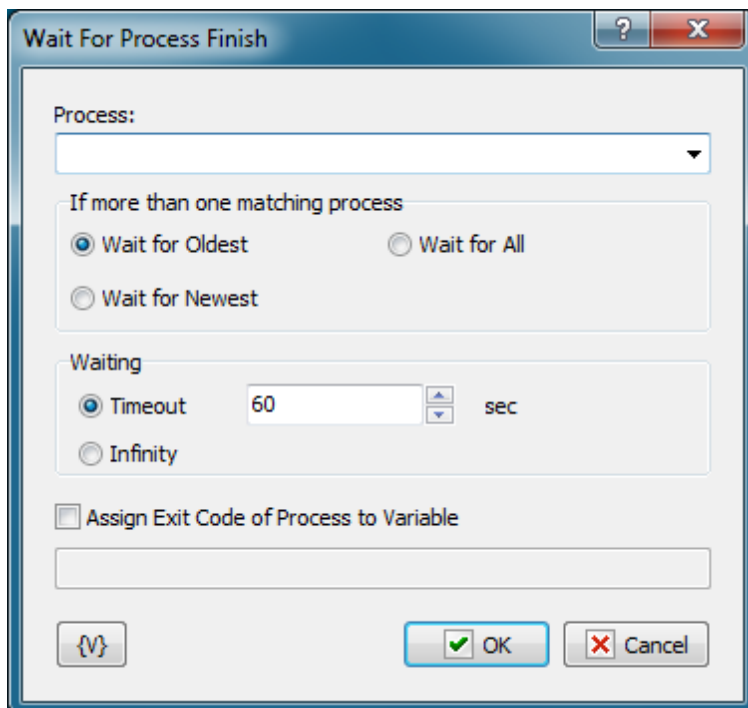 Wait For Process Finish
?
Process:
If more than one matching process
Wait for Oldest Wait for All
Wait for Newest
Waiting
Timeout 60 sec
Infinity
Assign Exit Code of Process to Variable
{V} OK Cancel